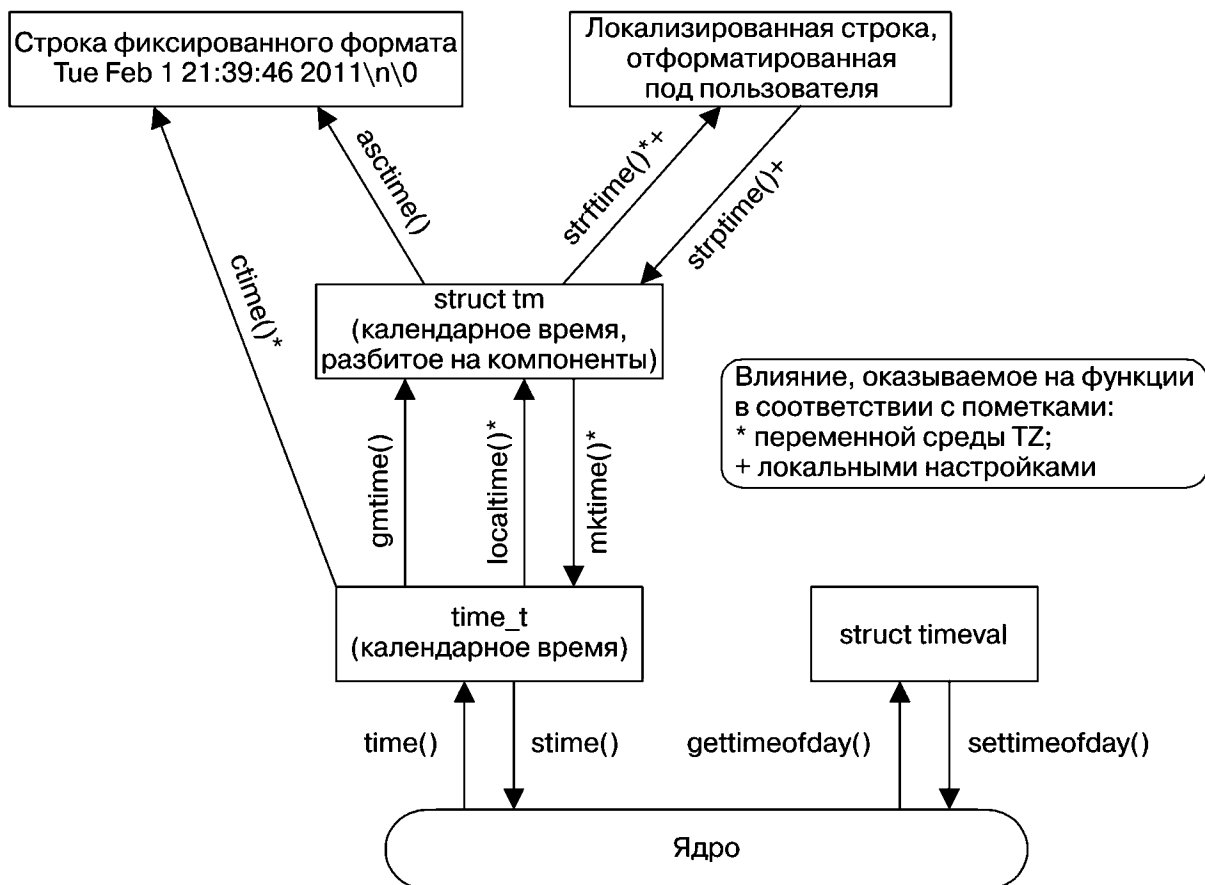 Строка фиксированного формата
Tue Feb 1 21:39:46 2011\n\0
Локализированная строка,
отформатированная
под пользователя
asctime()
strftime()*+
strptime()+
ctime()*
struct tm
(календарное время,
разбитое на компоненты)
Влияние, оказываемое на функции
в соответствии с пометками:
* переменной среды TZ;
+ локальными настройками
gmtime()
localtime()*
mktime()*
time_t
(календарное время)
struct timeval
time()
stime()
gettimeofday()
settimeofday()
Ядро